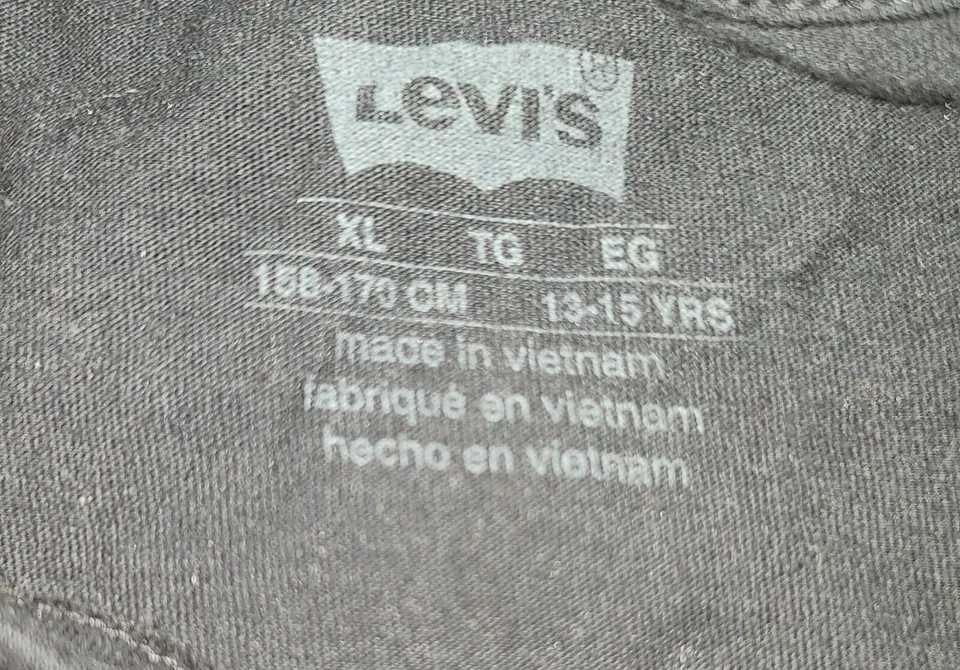 Levi's ®
XL TG EG
158-170 CM 13-15 YRS
made in vietnam
fabriqué en vietnam
hecho en vietnam